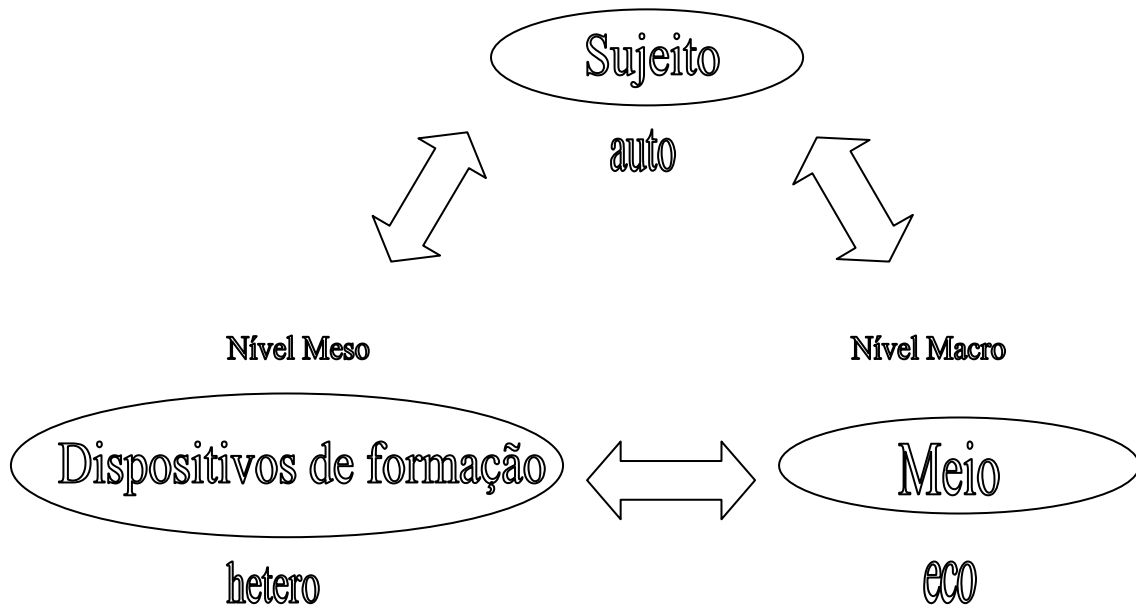 Sujeito
auto
Nível Meso
Nível Macro
Dispositivos de formação
Meio
hetero
eco